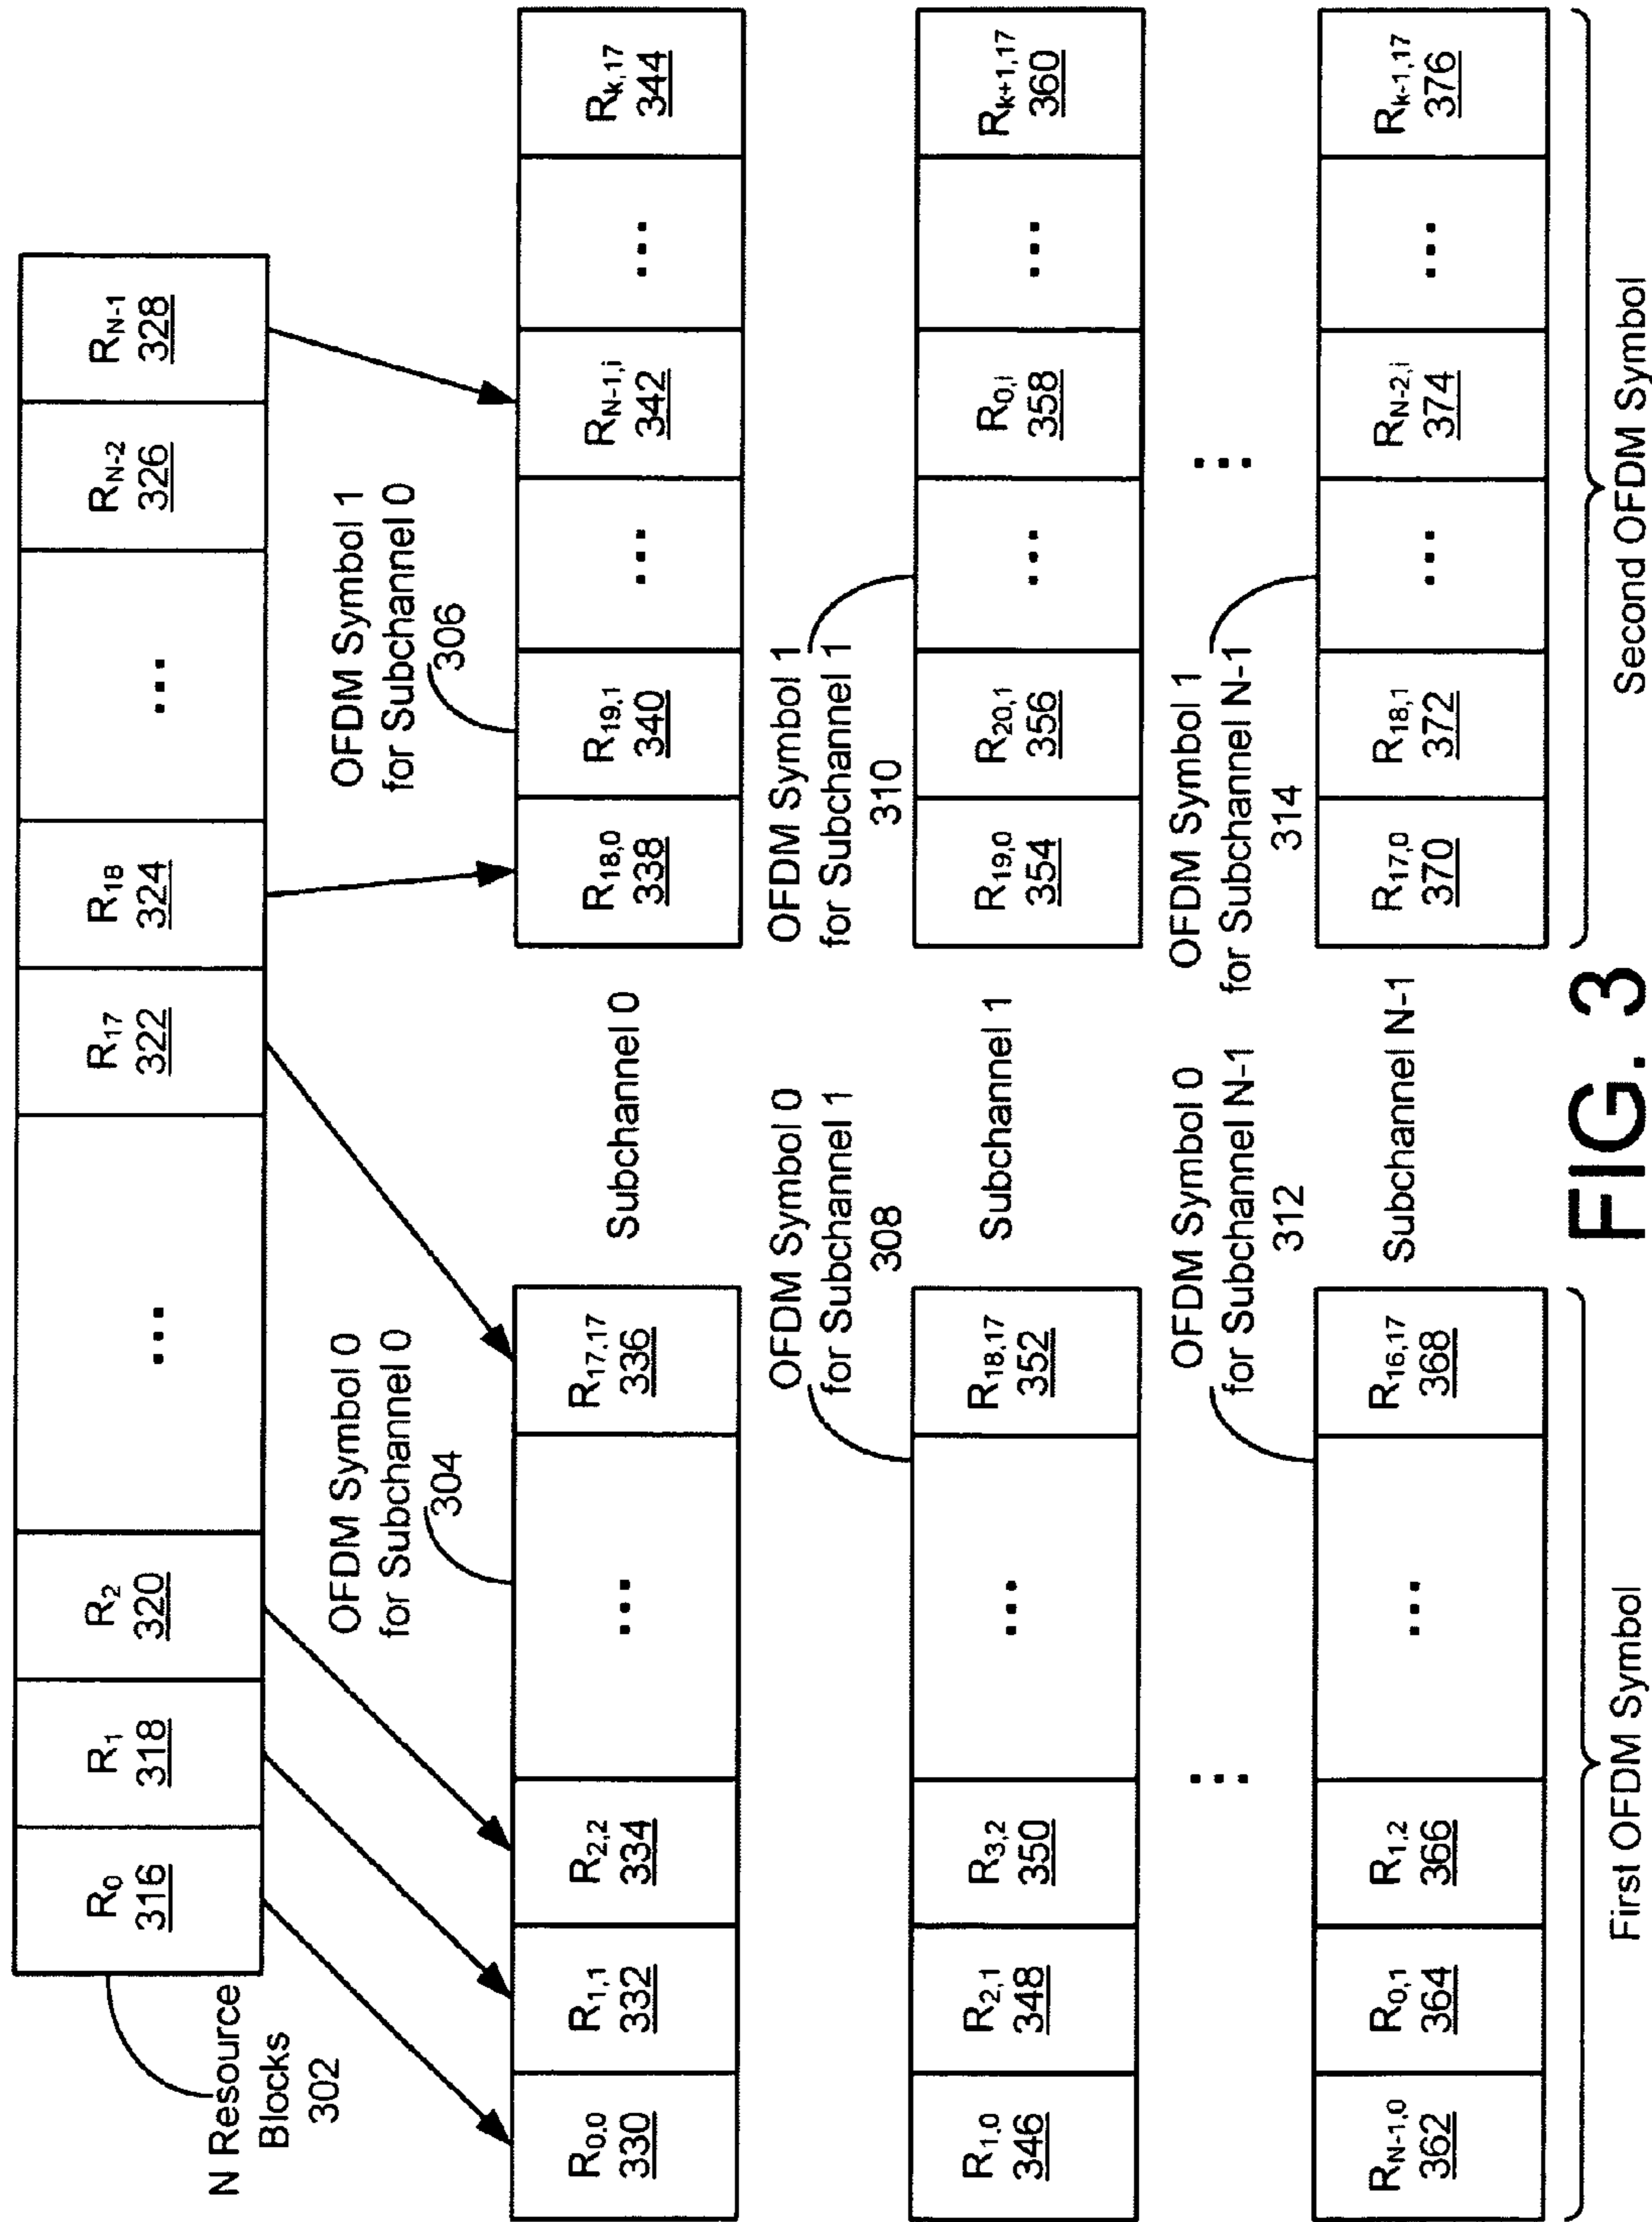 R0
316
R1
318
R2
320
...
R17
322
R18
324
...
RN-2
326
RN-1
328
N Resource
Blocks
302
OFDM Symbol 0
for Subchannel 0
304
OFDM Symbol 1
for Subchannel 0
306
R0,0
330
R1,1
332
R2,2
334
...
R17,17
336
Subchannel 0
R18,0
338
R19,1
340
...
RN-1,i
342
...
Rk,17
344
OFDM Symbol 0
for Subchannel 1
308
OFDM Symbol 1
for Subchannel 1
310
R1,0
346
R2,1
348
R3,2
350
...
R18,17
352
Subchannel 1
R19,0
354
R20,1
356
...
R0,i
358
...
Rk+1,17
360
...
OFDM Symbol 0
for Subchannel N-1
312
OFDM Symbol 1
for Subchannel N-1
314
...
RN-1,0
362
R0,1
364
R1,2
366
...
R16,17
368
Subchannel N-1
R17,0
370
R18,1
372
...
RN-2,i
374
...
Rk-1,17
376
First OFDM Symbol
Second OFDM Symbol
FIG. 3